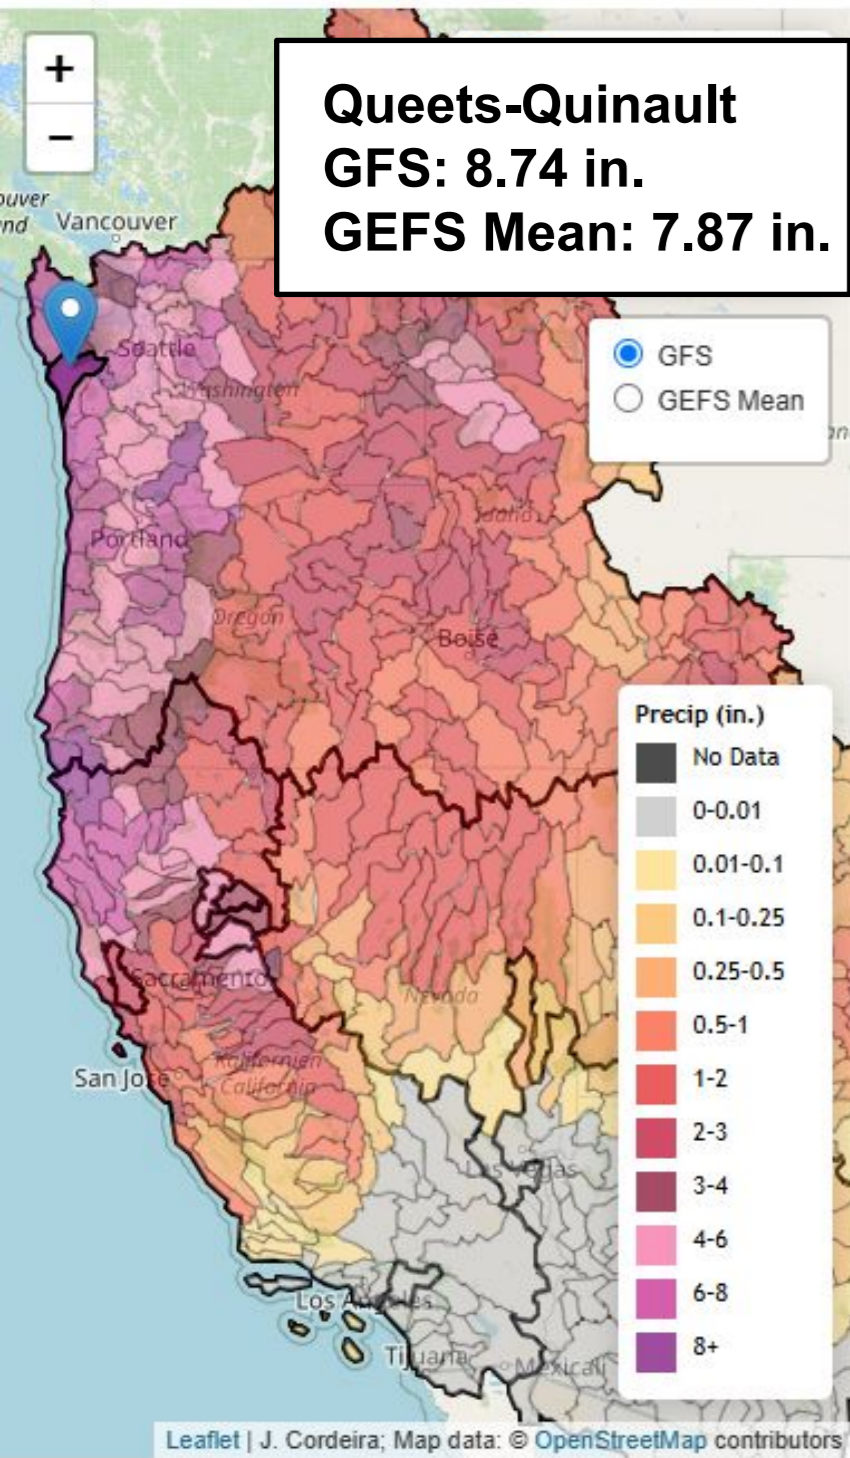 +
−
Queets-Quinault
GFS: 8.74 in.
GEFS Mean: 7.87 in.
Vancouver
GFS
GEFS Mean
Seattle
Washington
Idaho
Portland
Oregon
Boise
Precip (in.)
No Data
0-0.01
0.01-0.1
0.1-0.25
0.25-0.5
0.5-1
1-2
2-3
3-4
4-6
6-8
8+
Sacramento
Nevada
San José
Kalifornien
California
Las Vegas
Los Angeles
Tijuana
Mexicali
Leaflet | J. Cordeira; Map data: © OpenStreetMap contributors